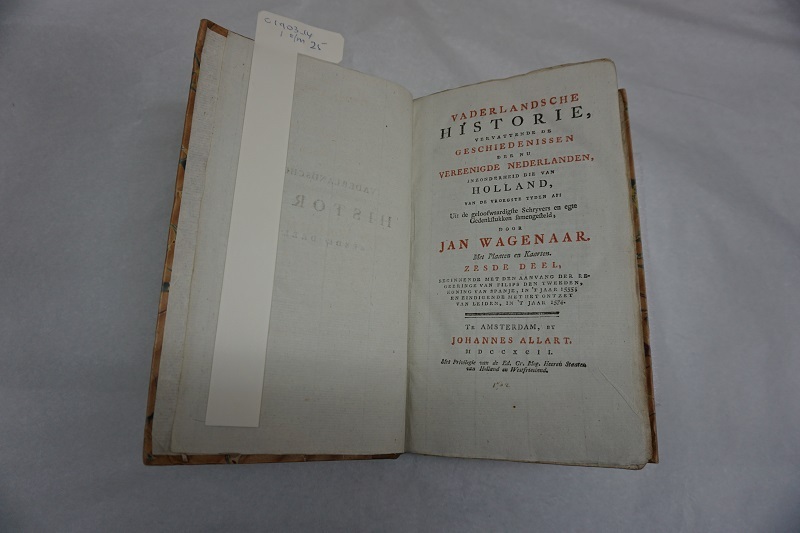 C 1903.14
VADERLANDSCHE
HISTORIE,
VERVATTENDE DE
GESCHIEDENISSEN
DER NU
VEREENIGDE NEDERLANDEN,
INZONDERHEID DIE VAN
HOLLAND,
VAN DE VROEGSTE TYDEN AF:
Uit de geloofwaardigste Schryvers en egte
Gedenkstukken samengesteld,
DOOR
JAN WAGENAAR.
Met Plaaten en Kaarten.
ZESDE DEEL,
BEGINNENDE MET DEN AANVANG DER RE-
GEERINGE VAN FILIPS DEN TWEEDEN,
KONING VAN SPANJE, IN 'T JAAR 1555;
EN EINDIGENDE MET HET ONTZET
VAN LEIDEN, IN 'T JAAR 1574.
TE AMSTERDAM, BY
JOHANNES ALLART.
MDCCXCII.
Met Privilegie van de Ed. Gr. Mog. Heeren Staaten
van Holland en Westfriesland.